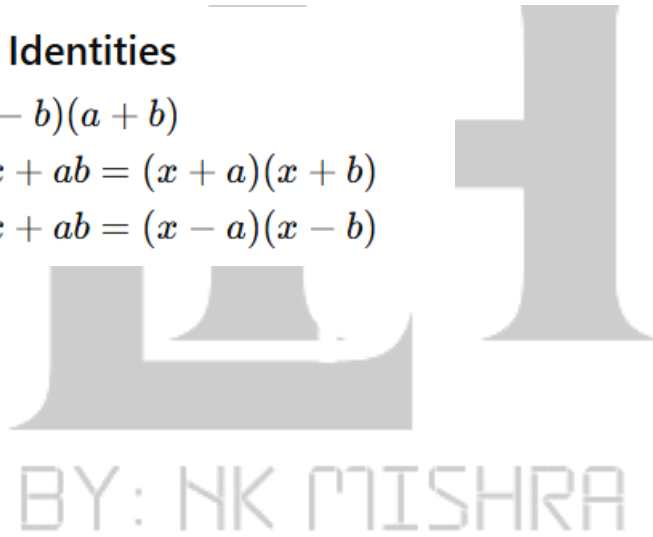 Identities
– b)(a + b)
+ ab = (x + a)(x + b)
+ ab = (x – a)(x – b)
BY: NK MISHRA